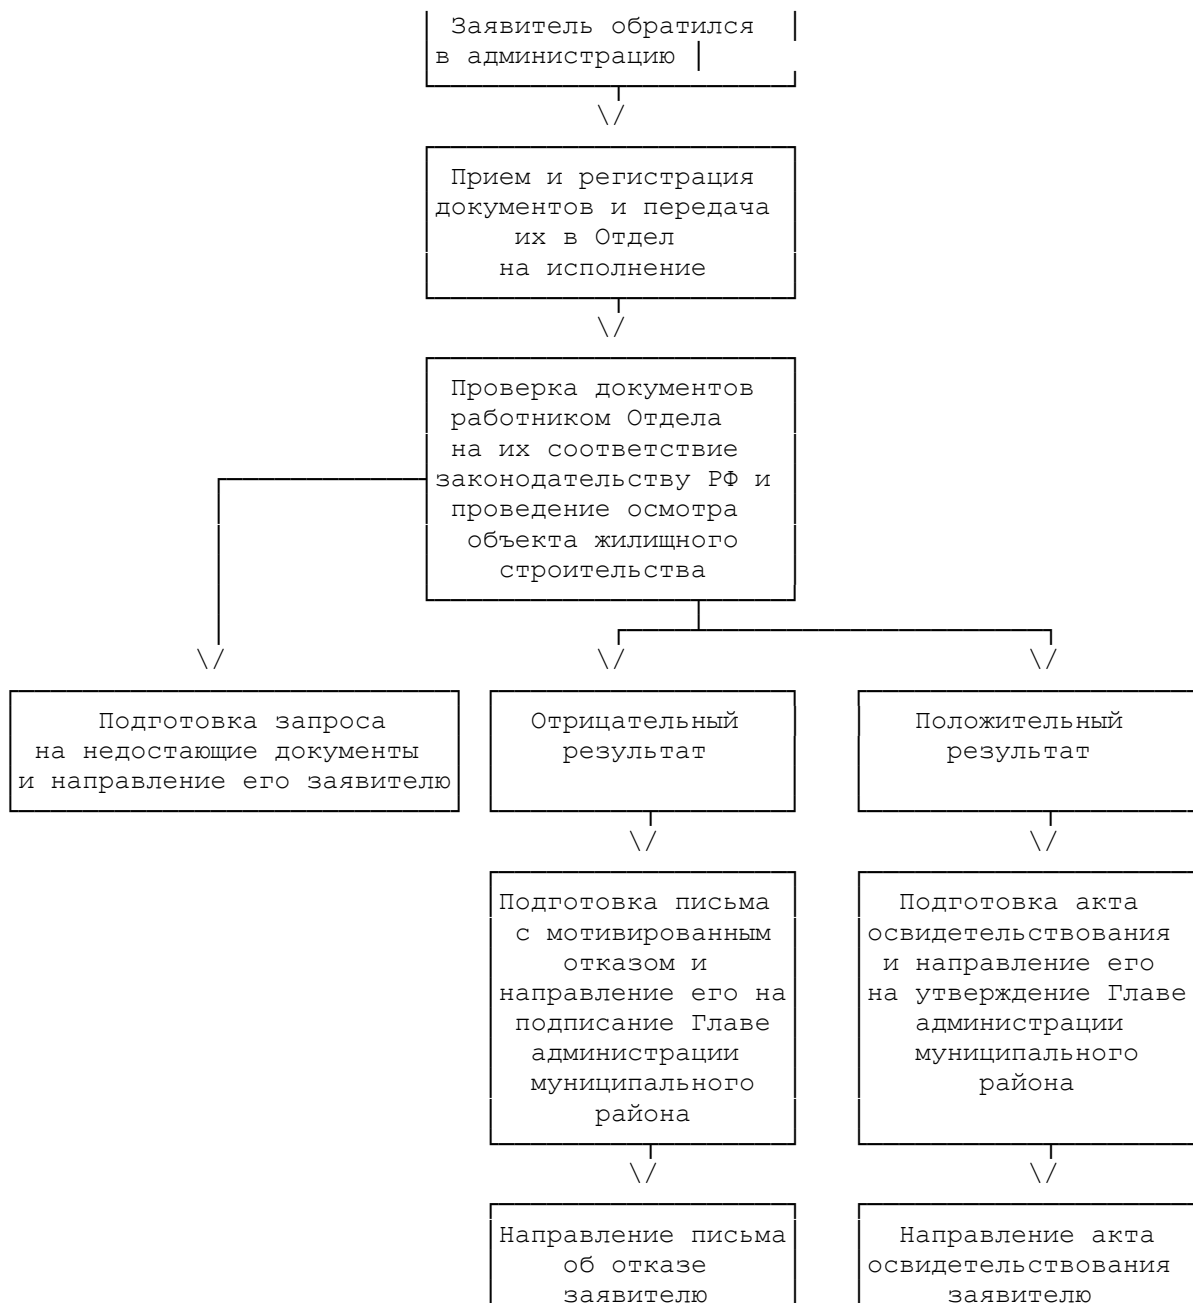 Заявитель обратился
в администрацию
Прием и регистрация
документов и передача
их в Отдел
на исполнение
Проверка документов
работником Отдела
на их соответствие
законодательству РФ и
проведение осмотра
объекта жилищного
строительства
Подготовка запроса
на недостающие документы
и направление его заявителю
Отрицательный
результат
Положительный
результат
Подготовка письма
с мотивированным
отказом и
направление его на
подписание Главе
администрации
муниципального
района
Подготовка акта
освидетельствования
и направление его
на утверждение Главе
администрации
муниципального
района
Направление письма
об отказе
заявителю
Направление акта
освидетельствования
заявителю